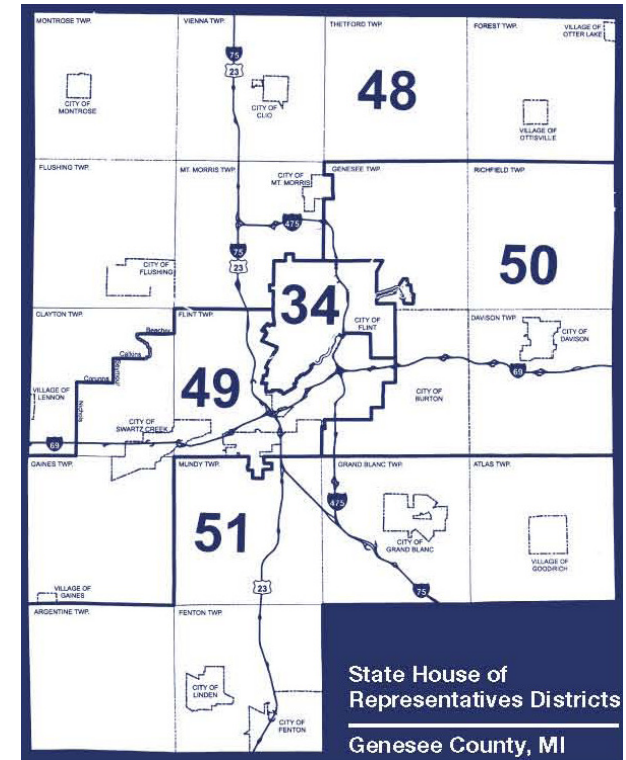 MONTROSE TWP.
VIENNA TWP.
THETFORD TWP.
FOREST TWP.
VILLAGE OF
OTTER LAKE
75
23
48
CITY OF
MONTROSE
CITY OF
CLIO
VILLAGE OF
OTTISVILLE
FLUSHING TWP.
MT. MORRIS TWP.
CITY OF
MT. MORRIS
GENESEE TWP.
RICHFIELD TWP.
475
75
23
50
CITY OF
FLUSHING
34
CLAYTON TWP.
FLINT TWP.
CITY OF
FLINT
DAVISON TWP.
CITY OF
DAVISON
Beecher
Calkins
Corunna
49
69
VILLAGE OF
LENNON
CITY OF
BURTON
CITY OF
SWARTZ CREEK
69
GAINES TWP.
MUNDY TWP.
GRAND BLANC TWP.
ATLAS TWP.
475
51
CITY OF
GRAND BLANC
VILLAGE OF
GOODRICH
23
75
VILLAGE OF
GAINES
ARGENTINE TWP.
FENTON TWP.
CITY OF
LINDEN
CITY OF
FENTON
State House of
Representatives Districts
Genesee County, MI